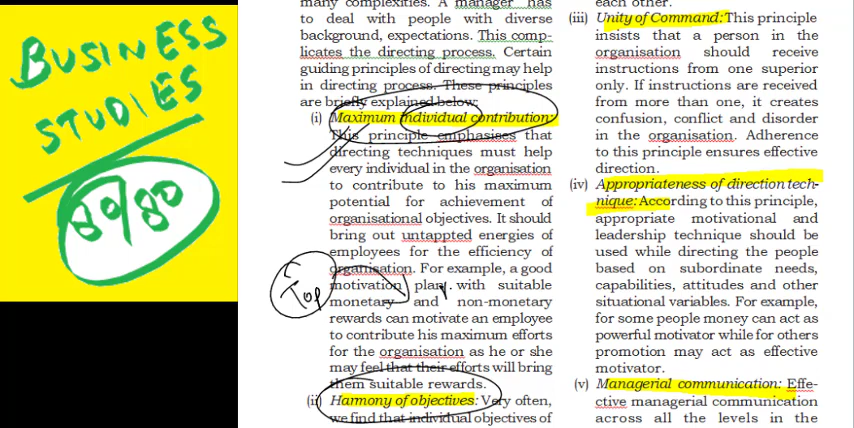 BUSINESS
STUDIES
80/80
many complexities. A manager has
to deal with people with diverse
background, expectations. This comp-
licates the directing process. Certain
guiding principles of directing may help
in directing process. These principles
are briefly explained below:
(i) Maximum individual contribution:
This principle emphasises that
directing techniques must help
every individual in the organisation
to contribute to his maximum
potential for achievement of
organisational objectives. It should
bring out untappted energies of
employees for the efficiency of
organisation. For example, a good
motivation plan. with suitable
monetary and non-monetary
rewards can motivate an employee
to contribute his maximum efforts
for the organisation as he or she
may feel that their efforts will bring
them suitable rewards.
(ii) Harmony of objectives: Very often,
we find that individual objectives of
Top
each other.
(iii) Unity of Command: This principle
insists that a person in the
organisation should receive
instructions from one superior
only. If instructions are received
from more than one, it creates
confusion, conflict and disorder
in the organisation. Adherence
to this principle ensures effective
direction.
(iv) Appropriateness of direction tech-
nique: According to this principle,
appropriate motivational and
leadership technique should be
used while directing the people
based on subordinate needs,
capabilities, attitudes and other
situational variables. For example,
for some people money can act as
powerful motivator while for others
promotion may act as effective
motivator.
(v) Managerial communication: Effe-
ctive managerial communication
across all the levels in the